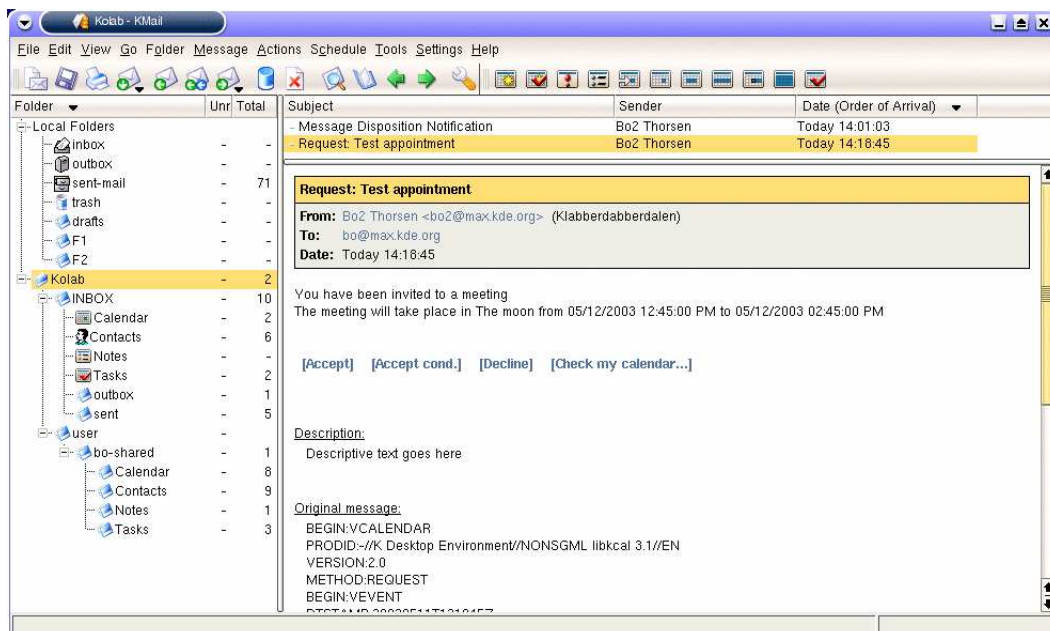 Kolab - KMail
File Edit View Go Folder Message Actions Schedule Tools Settings Help
Folder Unr Total Subject Sender Date (Order of Arrival)
Local Folders
inbox - -
outbox - -
sent-mail - 71
trash - -
drafts - -
F1 - -
F2 - -
Kolab - 2
INBOX - 10
Calendar - 2
Contacts - 6
Notes - -
Tasks - 2
outbox - 1
sent - 5
user -
bo-shared - 1
Calendar - 8
Contacts - 9
Notes - 1
Tasks - 3
Message Disposition Notification Bo2 Thorsen Today 14:01:03
Request: Test appointment Bo2 Thorsen Today 14:18:45
Request: Test appointment
From: Bo2 Thorsen <bo2@max.kde.org> (Klabberdabberdalen)
To: bo@max.kde.org
Date: Today 14:18:45
You have been invited to a meeting
The meeting will take place in The moon from 05/12/2003 12:45:00 PM to 05/12/2003 02:45:00 PM
[Accept] [Accept cond.] [Decline] [Check my calendar...]
Description:
Descriptive text goes here
Original message:
BEGIN:VCALENDAR
PRODID:-//K Desktop Environment//NONSGML libkcal 3.1//EN
VERSION:2.0
METHOD:REQUEST
BEGIN:VEVENT